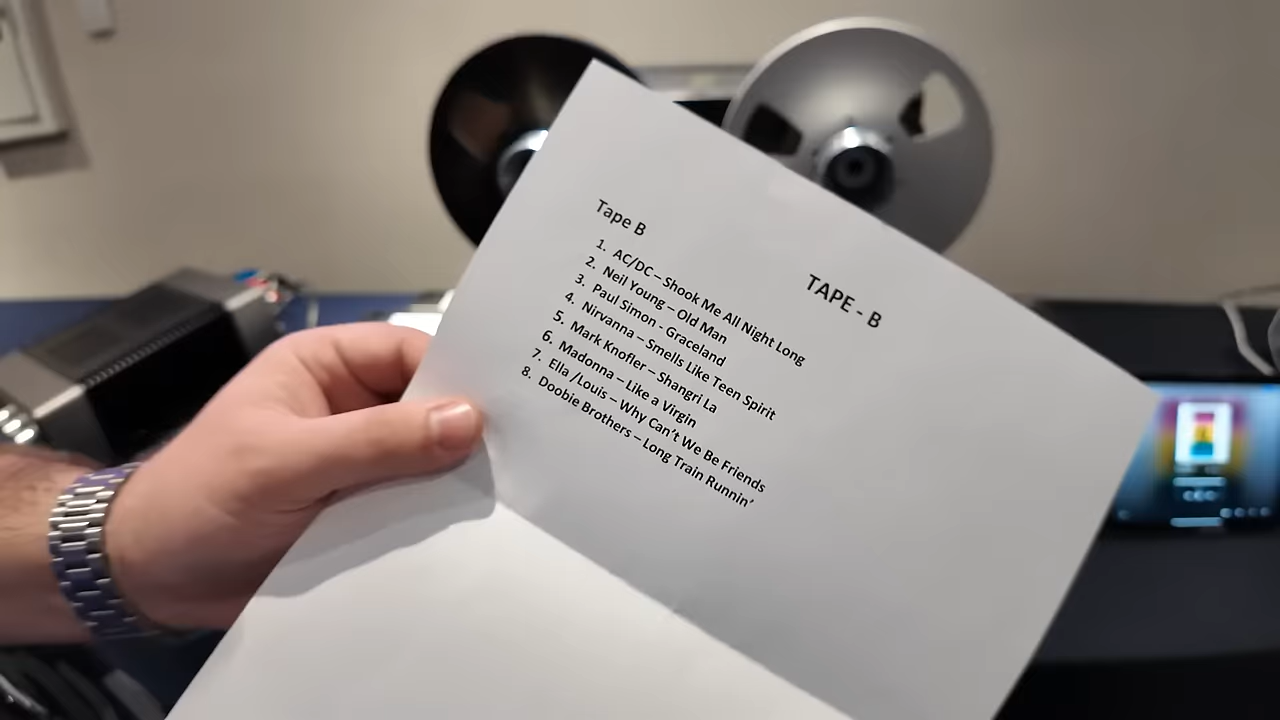 Tape B
1. AC/DC – Shook Me All Night Long
2. Neil Young – Old Man
3. Paul Simon - Graceland
4. Nirvanna – Smells Like Teen Spirit
5. Mark Knofler – Shangri La
6. Madonna – Like a Virgin
7. Ella /Louis – Why Can't We Be Friends
8. Doobie Brothers – Long Train Runnin'
TAPE - B